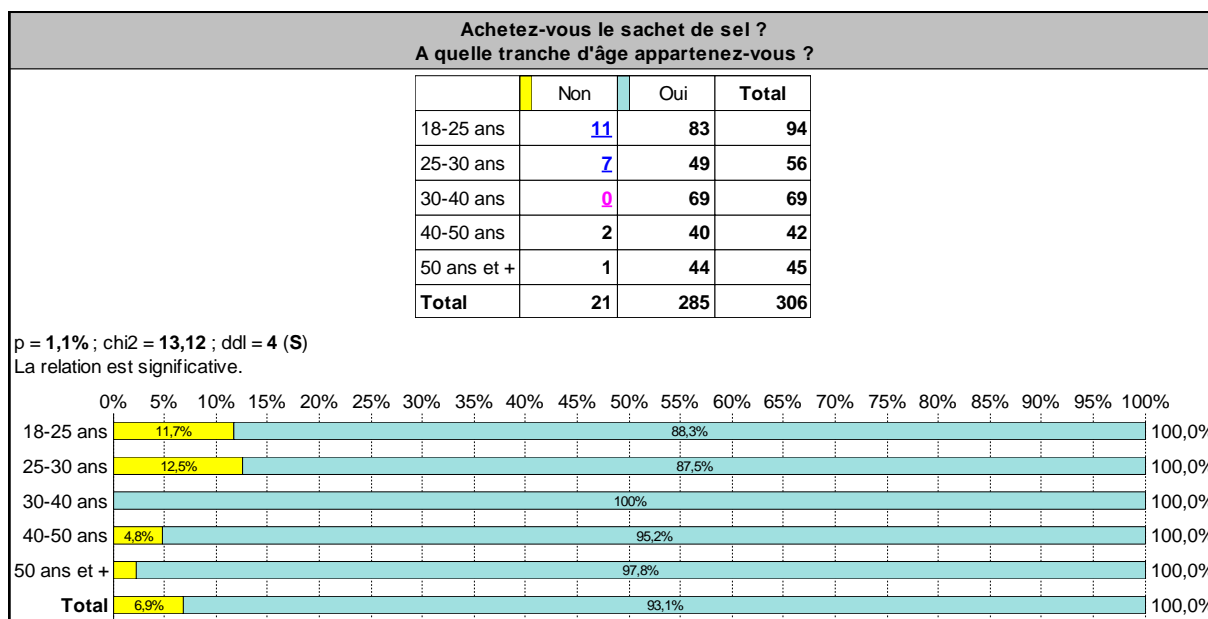 Achetez-vous le sachet de sel ?
A quelle tranche d'âge appartenez-vous ?
Non Oui Total
18-25 ans 11 83 94
25-30 ans 7 49 56
30-40 ans 0 69 69
40-50 ans 2 40 42
50 ans et + 1 44 45
Total 21 285 306
p = 1,1% ; chi2 = 13,12 ; ddl = 4 (S)
La relation est significative.
0% 5% 10% 15% 20% 25% 30% 35% 40% 45% 50% 55% 60% 65% 70% 75% 80% 85% 90% 95% 100%
18-25 ans 11,7% 88,3% 100,0%
25-30 ans 12,5% 87,5% 100,0%
30-40 ans 100% 100,0%
40-50 ans 4,8% 95,2% 100,0%
50 ans et + 97,8% 100,0%
Total 6,9% 93,1% 100,0%